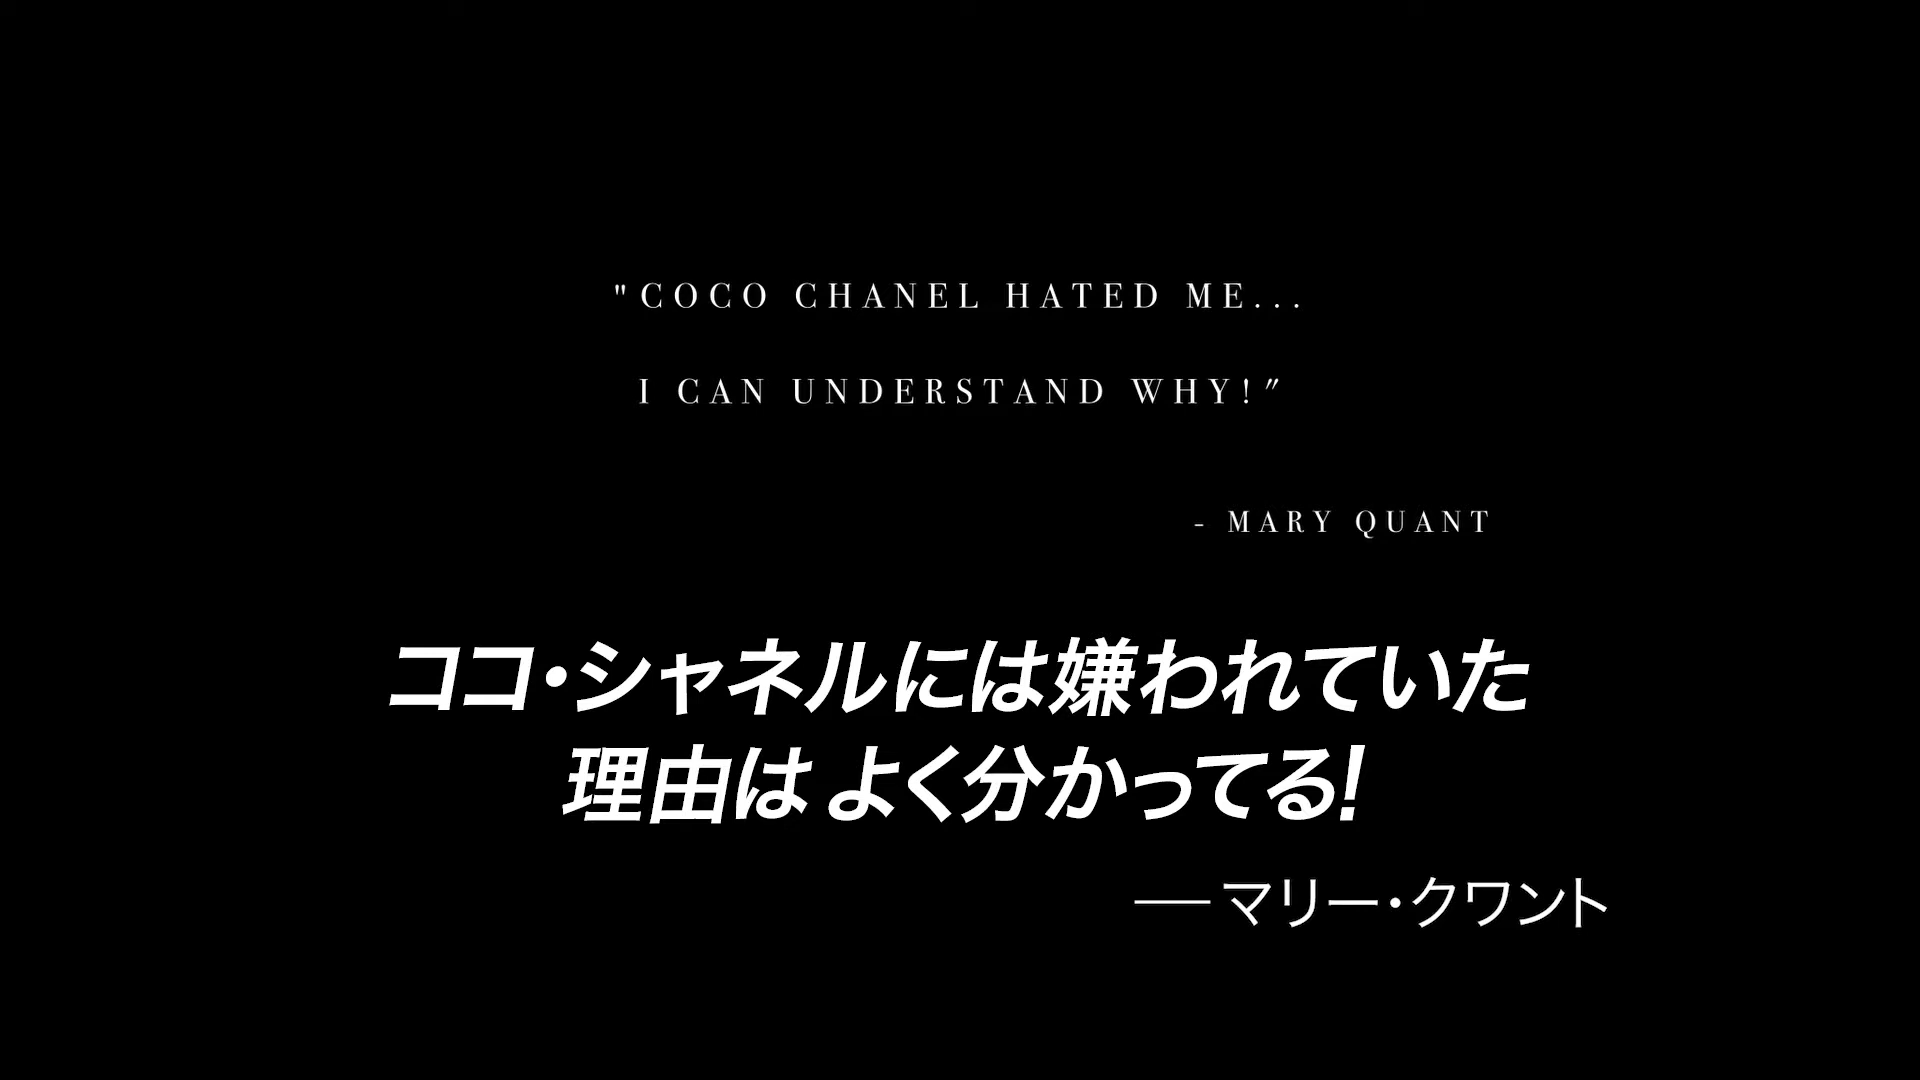 "COCO CHANEL HATED ME...
I CAN UNDERSTAND WHY!"
- MARY QUANT
ココ・シャネルには嫌われていた
理由は よく分かってる!
── マリー・クワント